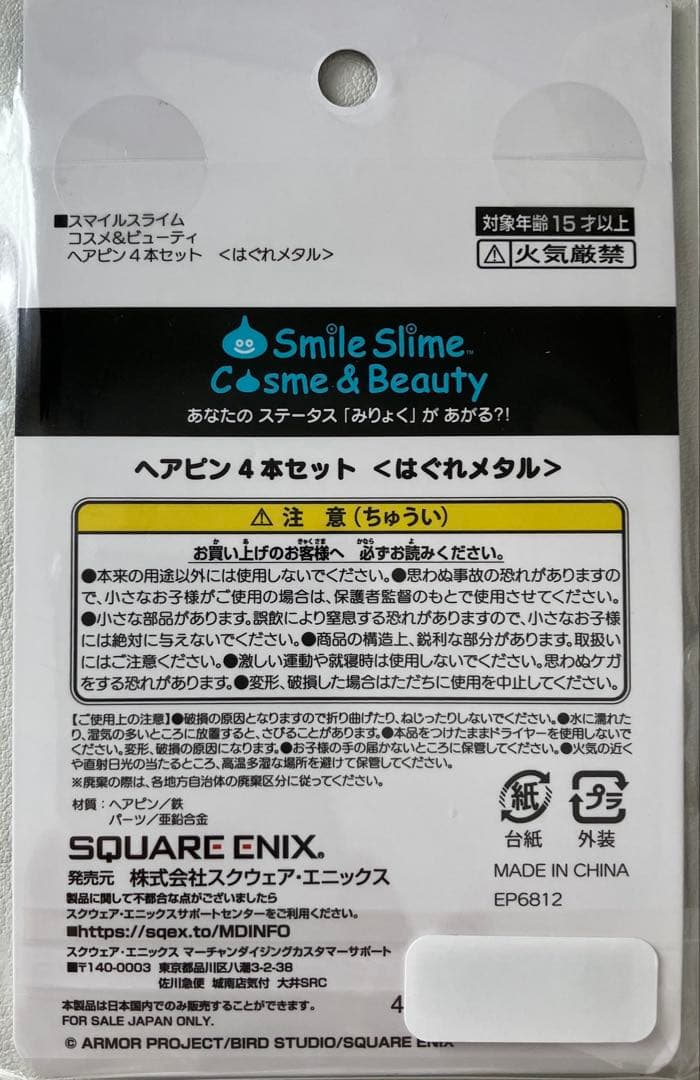 ■スマイルスライム
コスメ&ビューティ
ヘアピン4本セット <はぐれメタル>
対象年齢15才以上
⚠火気厳禁
Smile Slime™
Cosme & Beauty
あなたの ステータス「みりょく」が あがる?!
ヘアピン4本セット <はぐれメタル>
⚠注 意(ちゅうい)
お買い上げのお客様へ 必ずお読みください。
●本来の用途以外には使用しないでください。●思わぬ事故の恐れがありますの
で、小さなお子様がご使用の場合は、保護者監督のもとで使用させてください。
●小さな部品があります。誤飲により窒息する恐れがありますので、小さなお子様
には絶対に与えないでください。●商品の構造上、鋭利な部分があります。取扱い
にはご注意ください。●激しい運動や就寝時は使用しないでください。思わぬケガ
をする恐れがあります。●変形、破損した場合はただちに使用を中止してください。
【ご使用上の注意】●破損の原因となりますので折り曲げたり、ねじったりしないでください。●水に濡れた
り、湿気の多いところに放置すると、さびることがあります。●本品をつけたままドライヤーを使用しないで
ください。変形、破損の原因になります。●お子様の手の届かないところに保管してください。●火気の近く
や直射日光の当たるところ、高温多湿な場所を避けて保管してください。
※廃棄の際は、各地方自治体の廃棄区分に従ってください。
材質:ヘアピン/鉄
パーツ/亜鉛合金
紙
台紙
プラ
外装
SQUARE ENIX®
発売元 株式会社スクウェア・エニックス
MADE IN CHINA
EP6812
製品に関して不都合な点がございましたら
スクウェア・エニックスサポートセンターをご利用ください。
■https://sqex.to/MDINFO
スクウェア・エニックス マーチャンダイジングカスタマーサポート
■〒140-0003 東京都品川区八潮3-2-38
佐川急便 城南店気付 大井SRC
本製品は日本国内でのみ販売することができます。
FOR SALE JAPAN ONLY.
4
© ARMOR PROJECT/BIRD STUDIO/SQUARE ENIX